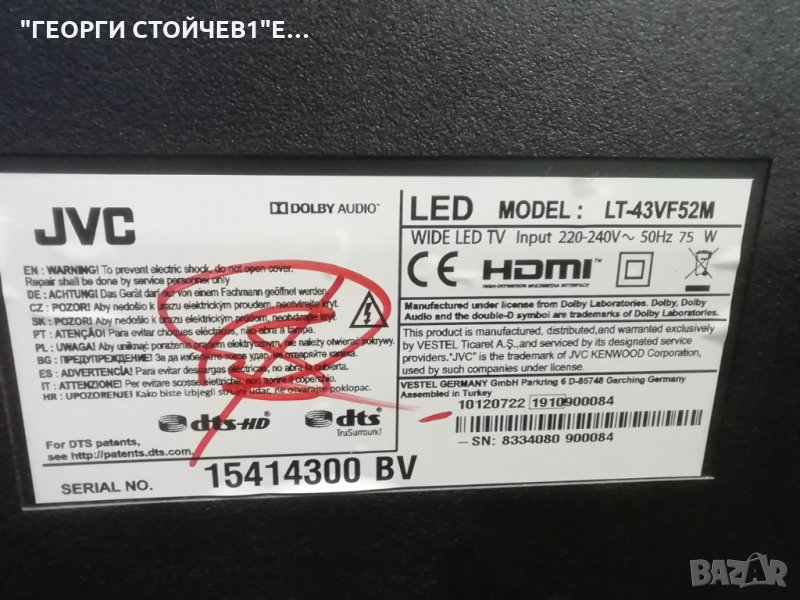 "ГЕОРГИ СТОЙЧЕВ1"Е...
JVC
DOLBY AUDIO™
EN : WARNING! To prevent electric shock, do not open cover.
Repair shall be done by service personner only
DE : ACHTUNG! Das Gerät darf nur von einem Fachmann geöffnet werden.
CZ : POZOR! Aby nedošlo k úrazu elektrickým proudem, neotvírejte kryt.
SK : POZOR! Aby nedošlo k úrazu elektrickým prúdom, neotvárajte kryt.
PT : ATENÇÃO! Para evitar choques eléctricos, não abra a tampa.
PL : UWAGA! Aby uniknąć porażenia prądem elektrycznym, nie należy otwierać pokrywy.
BG : ПРЕДУПРЕЖДЕНИЕ! За да избегнете токов удар, не отваряйте капака.
ES : ADVERTENCIA! Para evitar descargas eléctricas, no abra la cubierta.
IT : ATTENZIONE! Per evitare scosse elettriche, non aprire il coperchio.
HR : UPOZORENJE! Kako biste izbjegli strujni udar, ne otvarajte poklopac.
dts-HD
dts
TruSurround
For DTS patents,
see http://patents.dts.com.
SERIAL NO. 15414300 BV
LED MODEL : LT-43VF52M
WIDE LED TV Input 220-240V~ 50Hz 75 W
CE HDMI
HIGH-DEFINITION MULTIMEDIA INTERFACE
Manufactured under license from Dolby Laboratories. Dolby, Dolby
Audio and the double-D symbol are trademarks of Dolby Laboratories.
This product is manufactured, distributed,and warranted exclusively
by VESTEL Ticaret A.Ş.,and serviced by its designated service
providers."JVC" is the trademark of JVC KENWOOD Corporation,
used by such companies under license.
VESTEL GERMANY GmbH Parkring 6 D-85748 Garching Germany
Assembled in Turkey
10120722 1910900084
SN: 8334080 900084
BAZAR